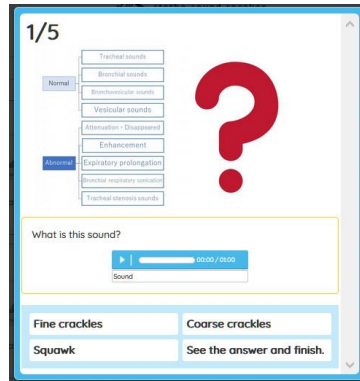 1/5
Tracheal sounds
Bronchial sounds
Normal
Bronchovesicular sounds
Vesicular sounds
Attenuation・Disappeared
Enhancement
Abnormal
Expiratory prolongation
Bronchial respiratory
Tracheal stenosis sounds
?
What is this sound?
00:00 / 01:00
Sound
Fine crackles
Coarse crackles
Squawk
See the answer and finish.